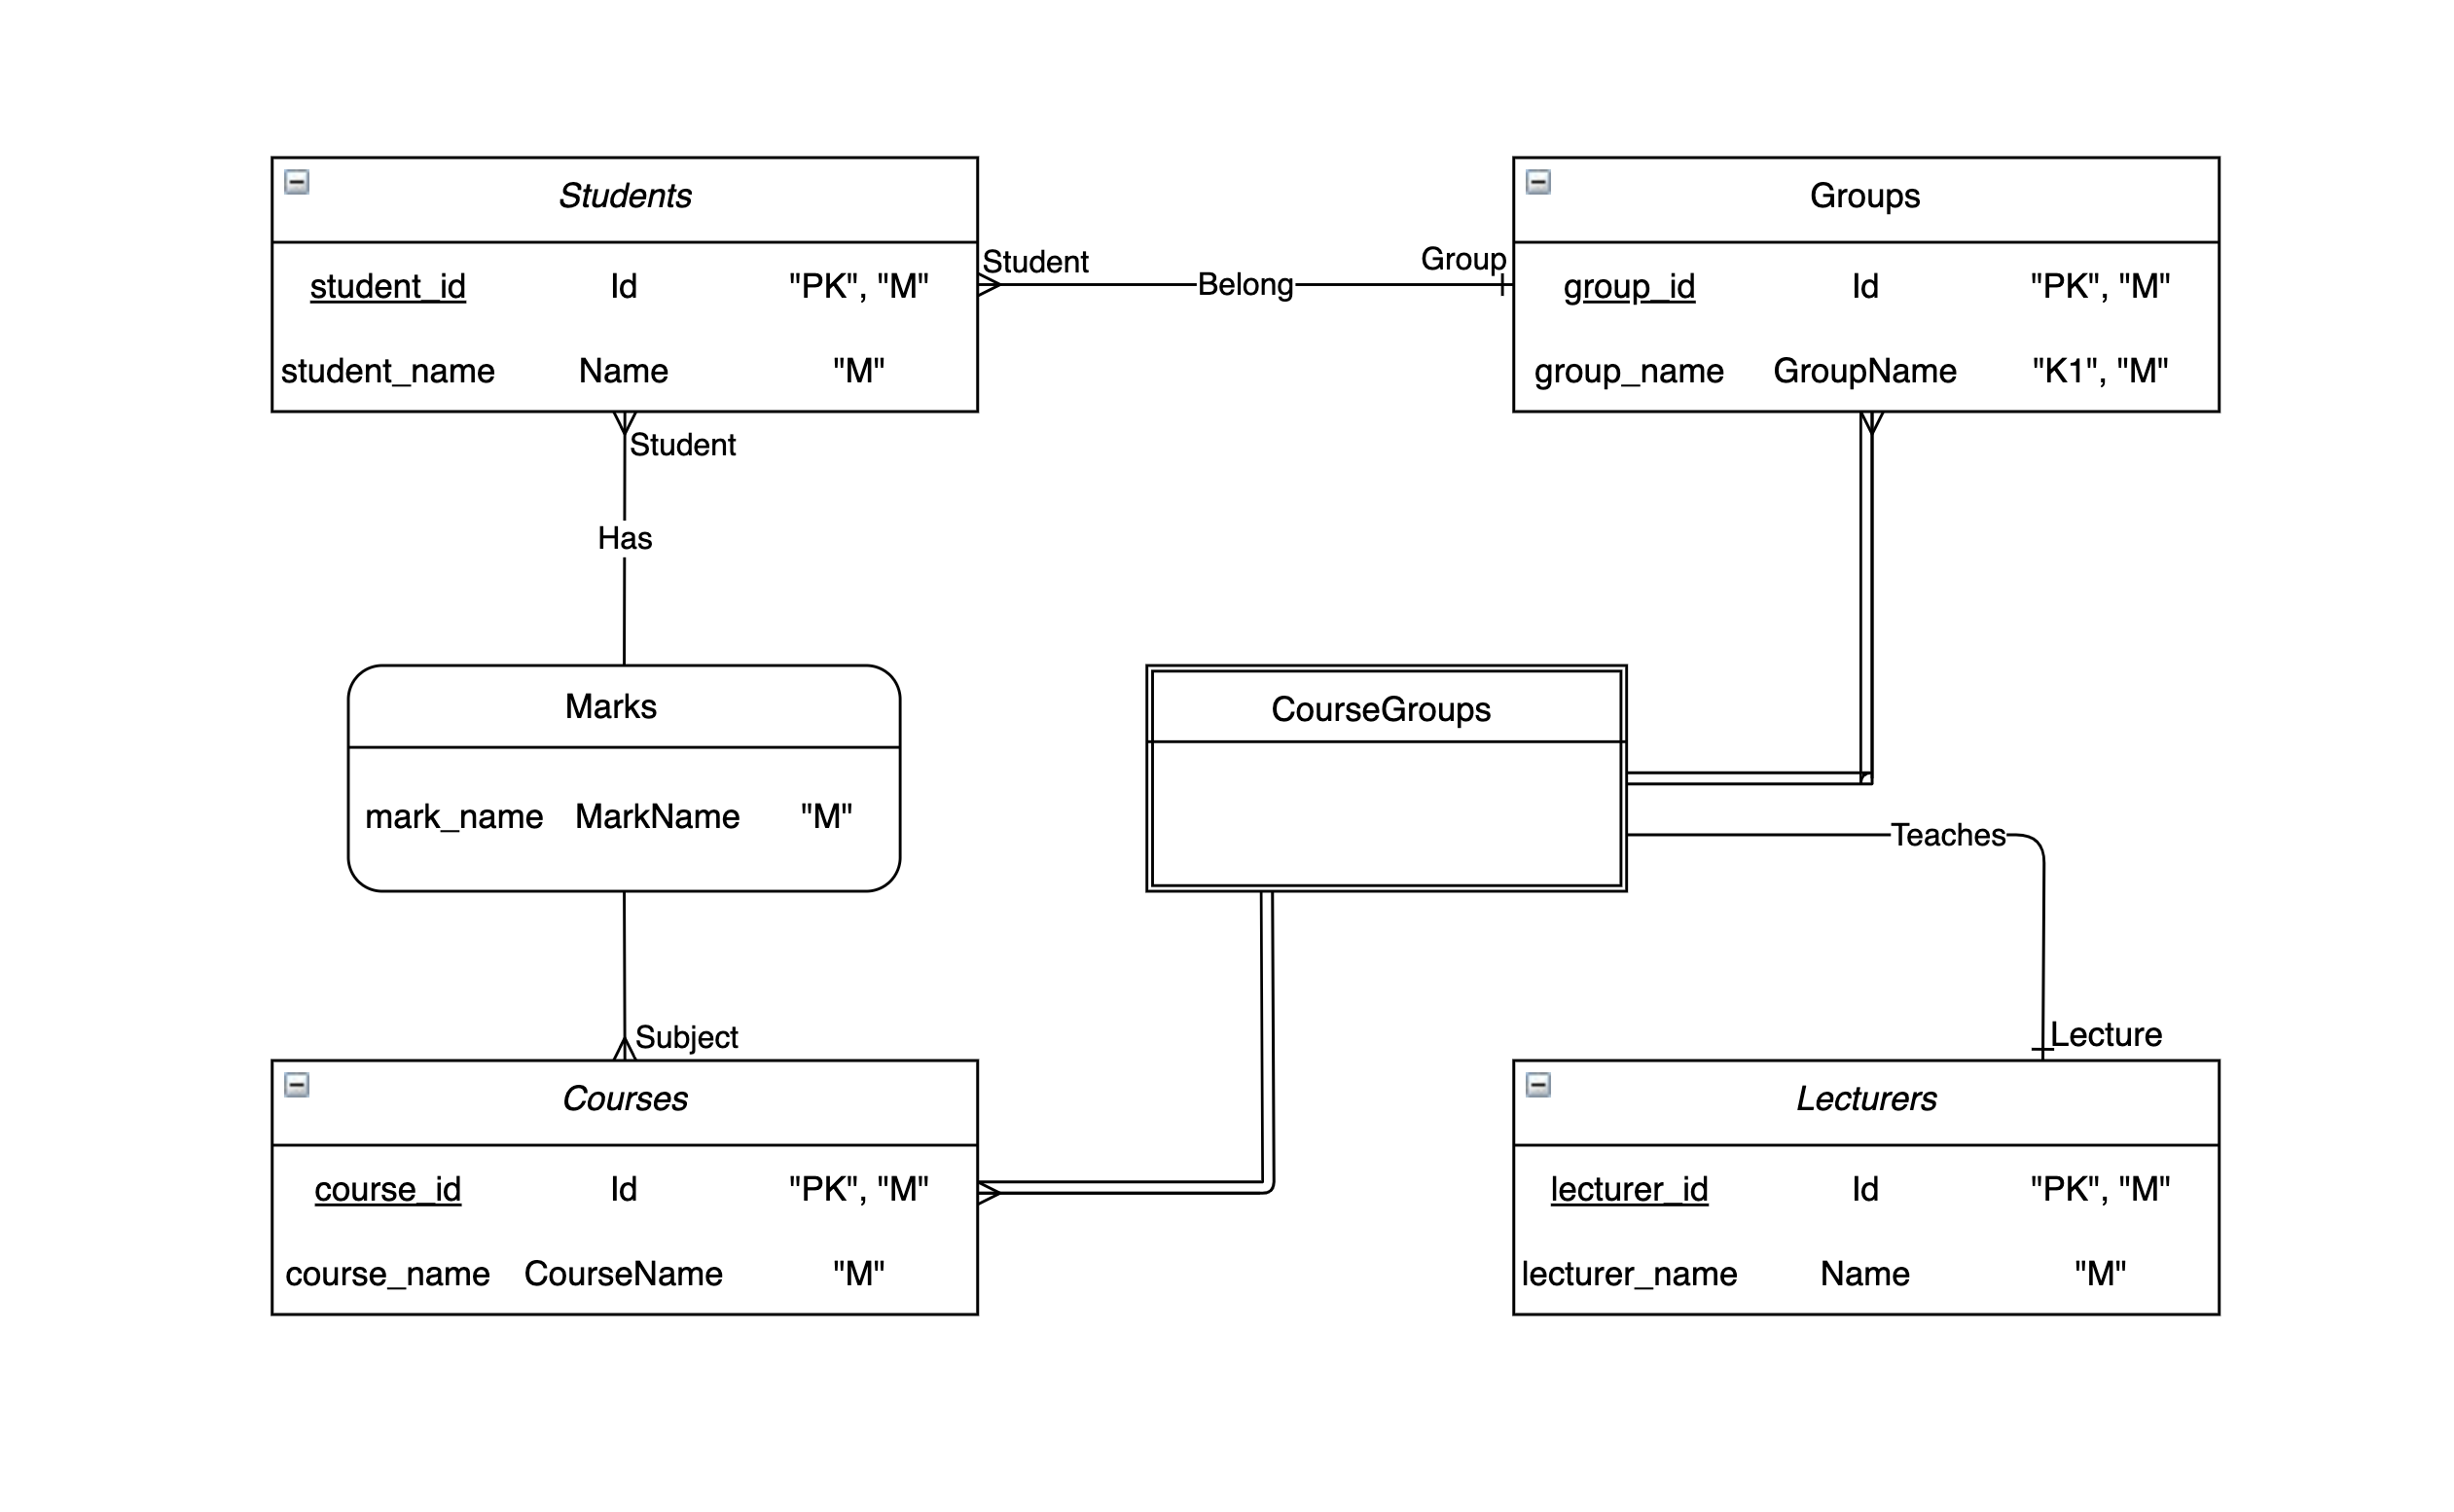 Students
student_id Id "PK", "M"
student_name Name "M"
Student
Belong
Group
Groups
group_id Id "PK", "M"
group_name GroupName "K1", "M"
Student
Has
Marks
mark_name MarkName "M"
CourseGroups
Teaches
Subject
Lecture
Courses
course_id Id "PK", "M"
course_name CourseName "M"
Lecturers
lecturer_id Id "PK", "M"
lecturer_name Name "M"